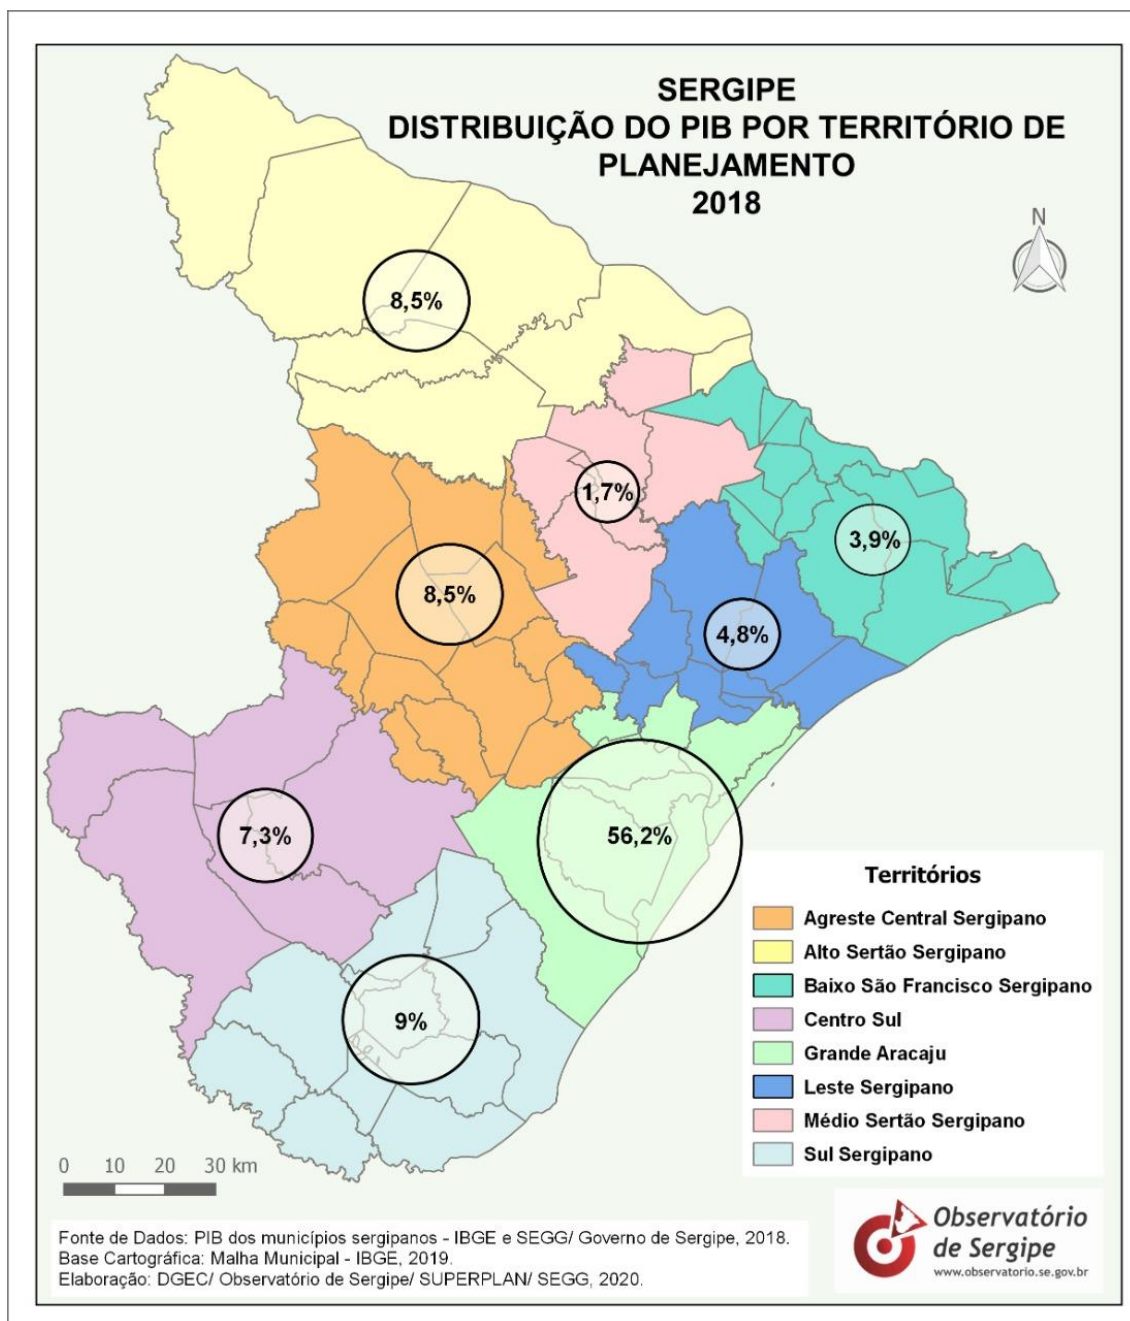 SERGIPE
DISTRIBUIÇÃO DO PIB POR TERRITÓRIO DE
PLANEJAMENTO
2018
N
8,5%
1,7%
3,9%
8,5%
4,8%
7,3%
56,2%
9%
Territórios
Agreste Central Sergipano
Alto Sertão Sergipano
Baixo São Francisco Sergipano
Centro Sul
Grande Aracaju
Leste Sergipano
Médio Sertão Sergipano
Sul Sergipano
0 10 20 30 km
Fonte de Dados: PIB dos municípios sergipanos - IBGE e SEGG/ Governo de Sergipe, 2018.
Base Cartográfica: Malha Municipal - IBGE, 2019.
Elaboração: DGEC/ Observatório de Sergipe/ SUPERPLAN/ SEGG, 2020.
Observatório
de Sergipe
www.observatorio.se.gov.br